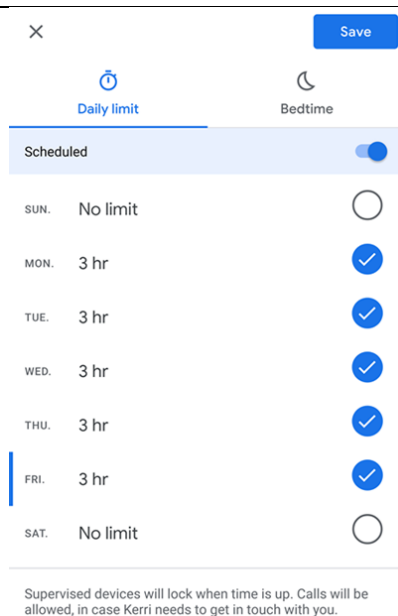 Save
Daily limit
Bedtime
Scheduled
SUN. No limit
MON. 3 hr
TUE. 3 hr
WED. 3 hr
THU. 3 hr
FRI. 3 hr
SAT. No limit
Supervised devices will lock when time is up. Calls will be
allowed, in case Kerri needs to get in touch with you.